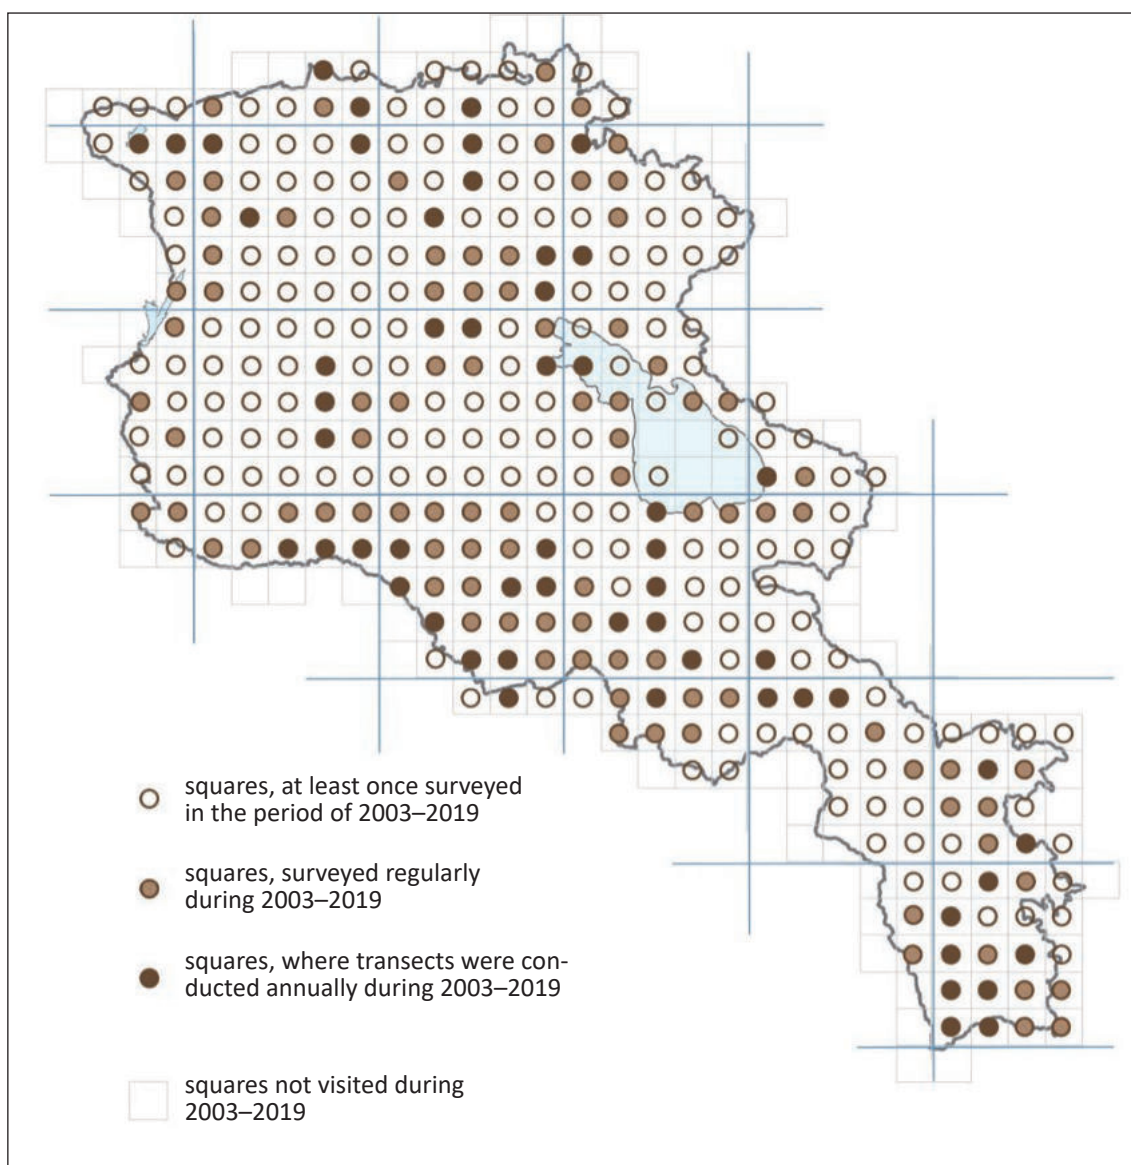 squares, at least once surveyed
in the period of 2003–2019
squares, surveyed regularly
during 2003–2019
squares, where transects were con-
ducted annually during 2003–2019
squares not visited during
2003–2019